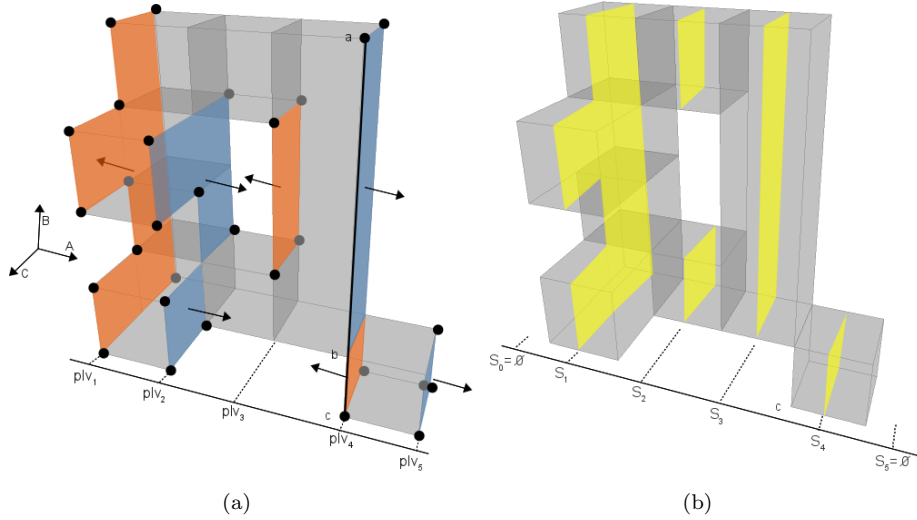 a
B
A
C
b
c
plv₁
plv₂
plv₃
plv₄
plv₅
(a)
c
S₀=∅
S₁
S₂
S₃
S₄
S₅=∅
(b)